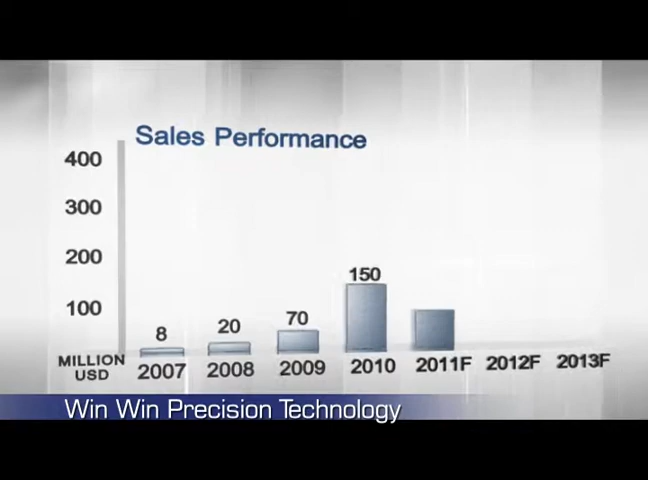 Sales Performance
400
300
200
100
150
70
20
8
MILLION
USD
2007 2008 2009 2010 2011F 2012F 2013F
Win Win Precision Technology